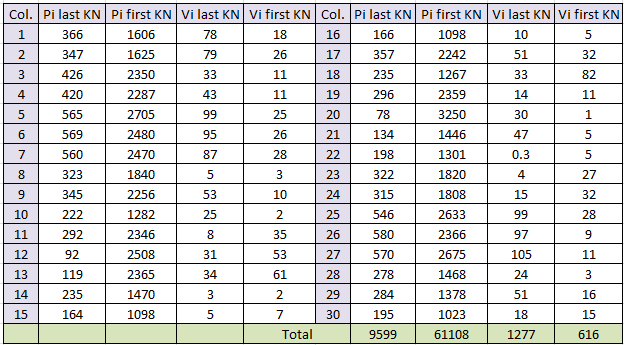 Col. Pi last KN Pi first KN Vi last KN Vi first KN Col. Pi last KN Pi first KN Vi last KN Vi first KN
1 366 1606 78 18 16 166 1098 10 5
2 347 1625 79 26 17 357 2242 51 32
3 426 2350 33 11 18 235 1267 33 82
4 420 2287 43 11 19 296 2359 14 11
5 565 2705 99 25 20 78 3250 30 1
6 569 2480 95 26 21 134 1446 47 5
7 560 2470 87 28 22 198 1301 0.3 5
8 323 1840 5 3 23 322 1820 4 27
9 345 2256 53 10 24 315 1808 15 32
10 222 1282 25 2 25 546 2633 99 28
11 292 2346 8 35 26 580 2366 97 9
12 92 2508 31 53 27 570 2675 105 11
13 119 2365 34 61 28 278 1468 24 3
14 235 1470 3 2 29 284 1378 51 16
15 164 1098 5 7 30 195 1023 18 15
Total 9599 61108 1277 616